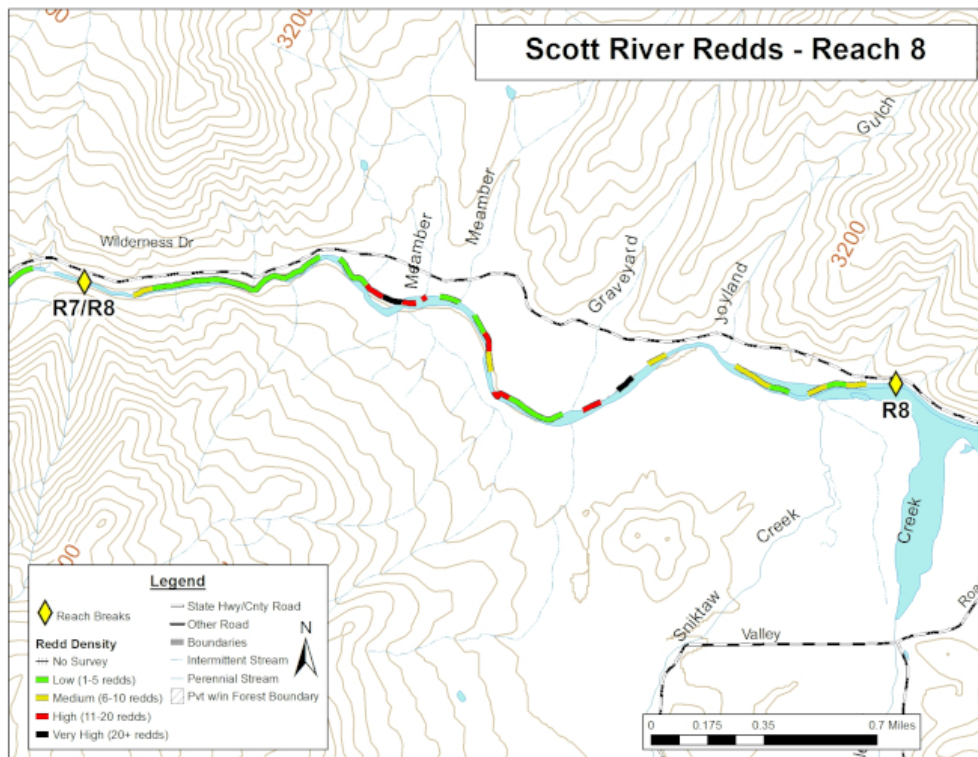 3200
Scott River Redds - Reach 8
Gulch
Meamber
Meamber
Wilderness Dr
3200
Graveyard
Joyland
R7/R8
R8
Creek
Creek
Sniktaw
Valley
Legend
Reach Breaks
Redd Density
No Survey
Low (1-5 redds)
Medium (6-10 redds)
High (11-20 redds)
Very High (20+ redds)
State Hwy/Cnty Road
Other Road
Boundaries
Intermittent Stream
Perennial Stream
Pvt w/in Forest Boundary
N
0 0.175 0.35 0.7 Miles